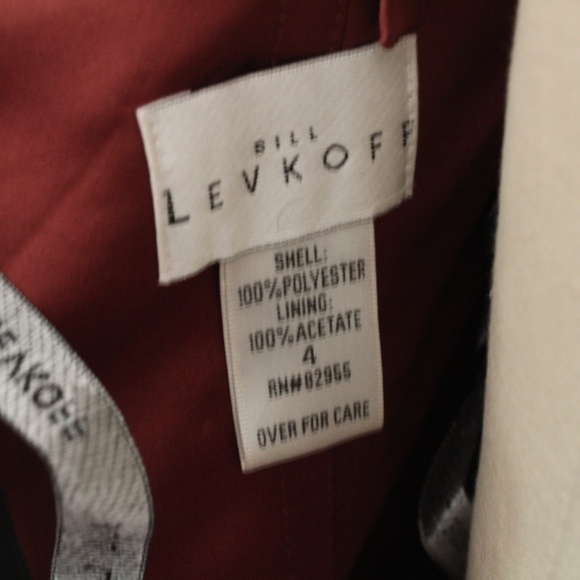 BILL
LEVKOFF
SHELL:
100%POLYESTER
LINING:
100%ACETATE
4
RN#82955
OVER FOR CARE